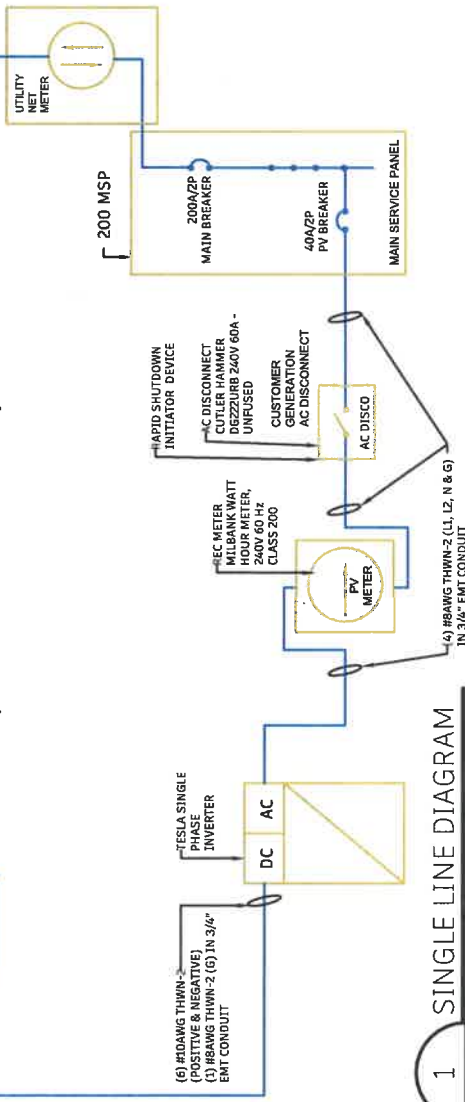 UTILITY
NET
METER
200 MSP
200A/2P
MAIN BREAKER
40A/2P
PV BREAKER
MAIN SERVICE PANEL
RAPID SHUTDOWN
INITIATOR DEVICE
AC DISCONNECT
CUTLER HAMMER
DG222URB 240V 60A -
UNFUSED
CUSTOMER
GENERATION
AC DISCONNECT
AC DISCO
REC METER
MILBANK WATT
HOUR METER,
240V 60 Hz
CLASS 200
PV
METER
TESLA SINGLE
PHASE
INVERTER
DC AC
(6) #10AWG THWN-2
(POSITIVE & NEGATIVE)
(1) #8AWG THWN-2 (G) IN 3/4"
EMT CONDUIT
(4) #8AWG THWN-2 (L1, L2, N & G)
IN 3/4" EMT CONDUIT
1 SINGLE LINE DIAGRAM